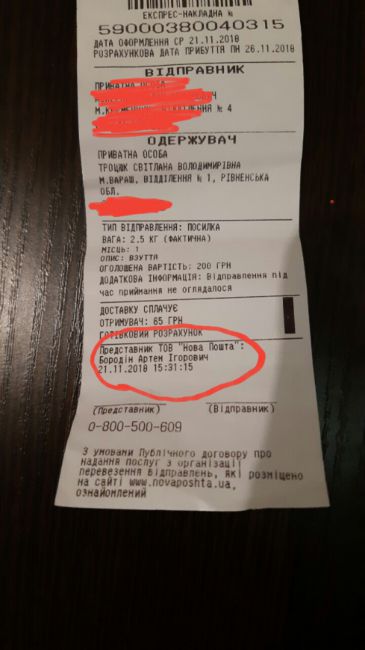 ЕКСПРЕС-НАКЛАДНА №
59000380040315
ДАТА ОФОРМЛЕННЯ СР 21.11.2018
РОЗРАХУНКОВА ДАТА ПРИБУТТЯ ПН 26.11.2018
ВІДПРАВНИК
ПРИВАТНА ОСОБА
№ 4
ОДЕРЖУВАЧ
ПРИВАТНА ОСОБА
ТРОЦЮК СВІТЛАНА ВОЛОДИМИРІВНА
М.ВАРАШ, ВІДДІЛЕННЯ № 1, РІВНЕНСЬКА
ОБЛ.
ТИП ВІДПРАВЛЕННЯ: ПОСИЛКА
ВАГА: 2.5 КГ (ФАКТИЧНА)
МІСЦЬ: 1
ОПИС: ВЗУТТЯ
ОГОЛОШЕНА ВАРТІСТЬ: 200 ГРН
ДОДАТКОВА ІНФОРМАЦІЯ: Відправлення під
час приймання не оглядалося
ДОСТАВКУ СПЛАЧУЄ
ОТРИМУВАЧ: 65 ГРН
ГОТІВКОВИЙ РОЗРАХУНОК
Представник ТОВ "Нова Пошта":
Бородін Артем Ігорович
21.11.2018 15:31:15
(Представник) (Відправник)
0-800-500-609
З умовами Публічного договору про
надання послуг з організації
перевезення відправлень, які розміщено
на сайті www.novaposhta.ua,
ознайомлений